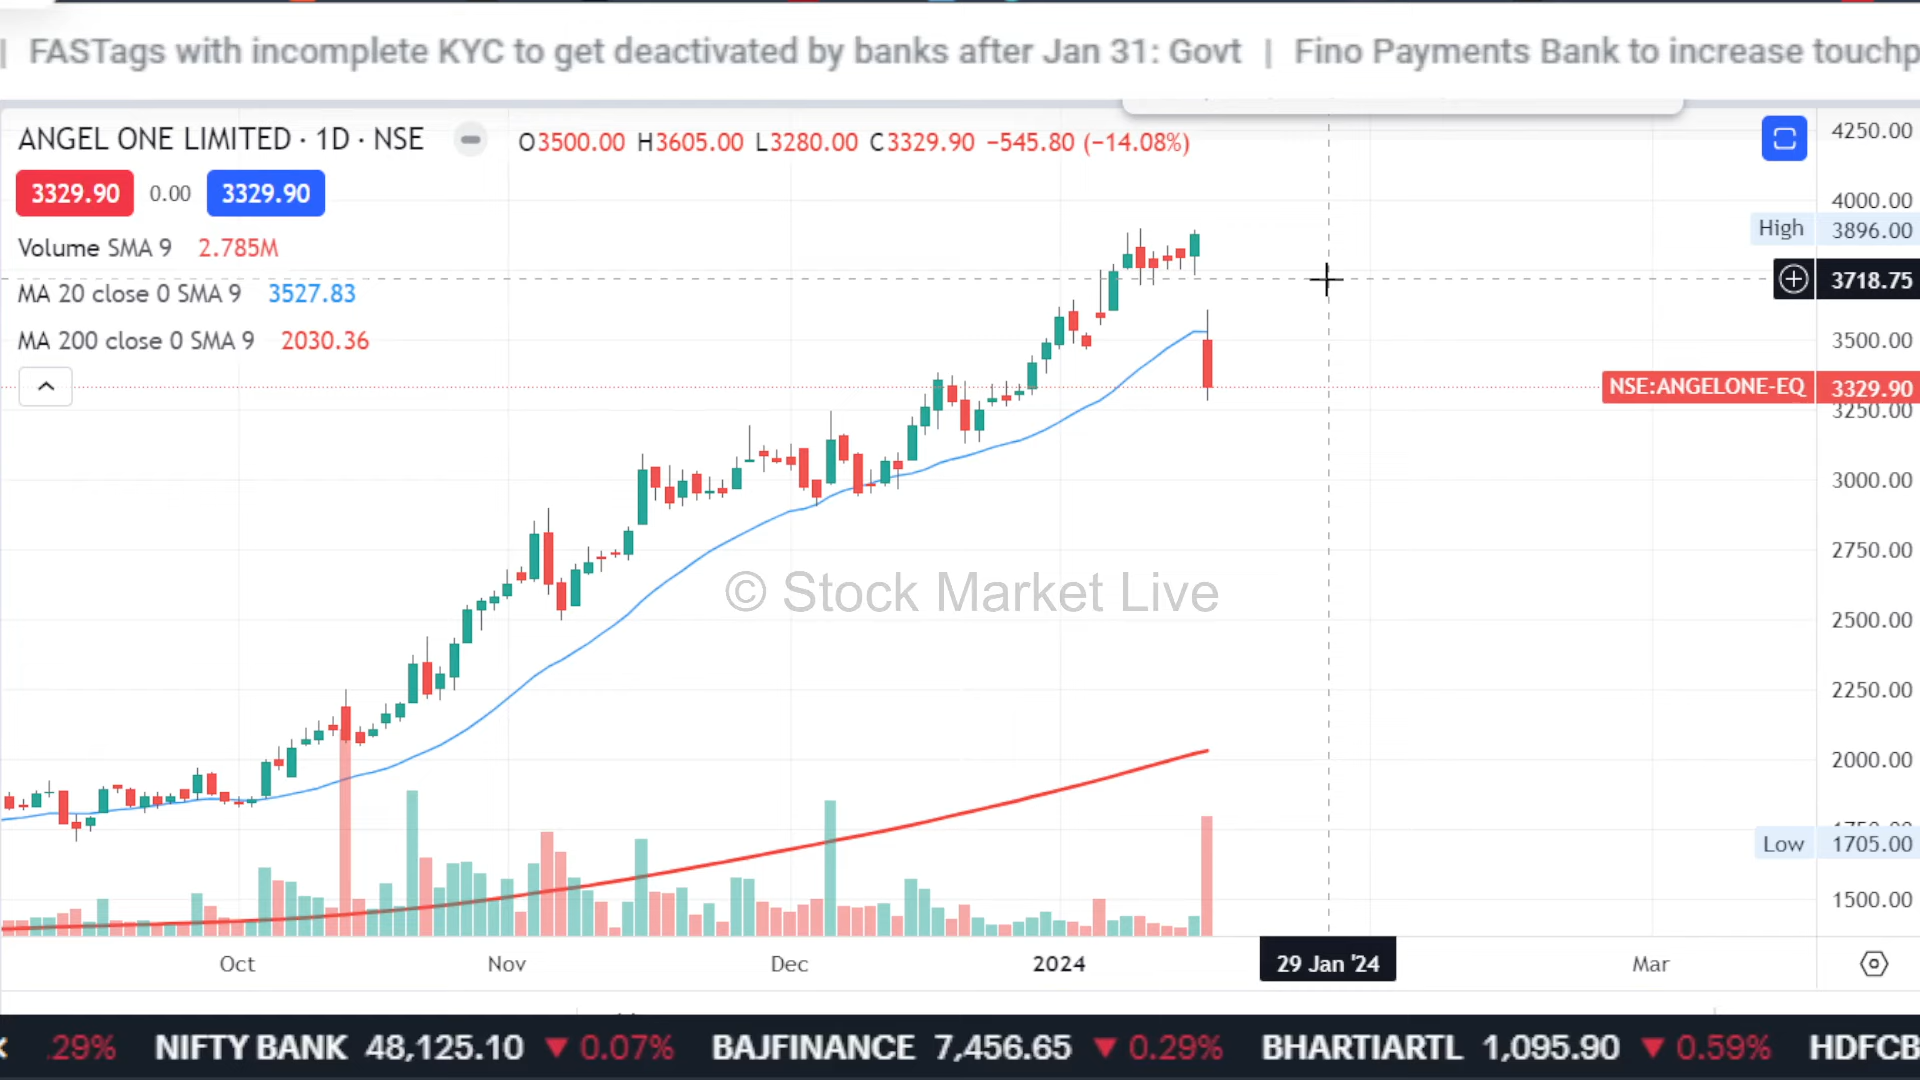 | FASTags with incomplete KYC to get deactivated by banks after Jan 31: Govt | Fino Payments Bank to increase
ANGEL ONE LIMITED · 1D · NSE O3500.00 H3605.00 L3280.00 C3329.90 −545.80 (−14.08%)
3329.90 0.00 3329.90
Volume SMA 9 2.785M
MA 20 close 0 SMA 9 3527.83
MA 200 close 0 SMA 9 2030.36
4250.00
4000.00
High 3896.00
3718.75
3500.00
NSE:ANGELONE-EQ 3329.90
3250.00
3000.00
2750.00
© Stock Market Live
2500.00
2250.00
2000.00
Low 1705.00
1500.00
Oct Nov Dec 2024 29 Jan '24 Mar
.29% NIFTY BANK 48,125.10 ▼ 0.07% BAJFINANCE 7,456.65 ▼ 0.29% BHARTIARTL 1,095.90 ▼ 0.59% HDFCB